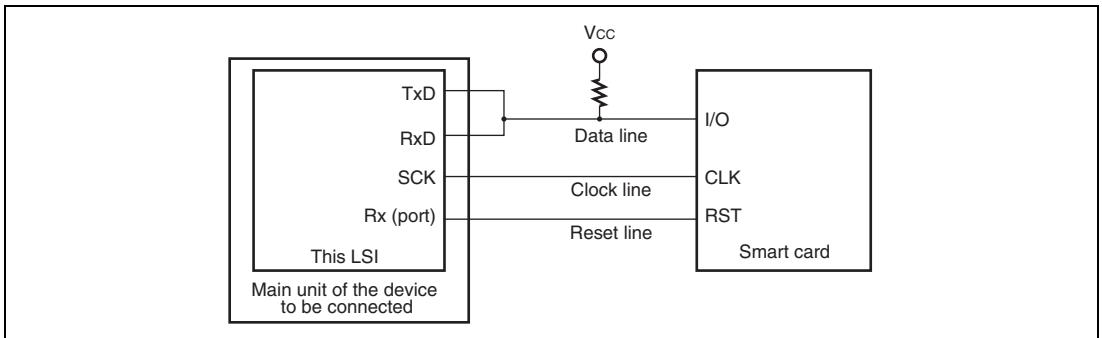 Vcc
TxD
RxD
SCK
Rx (port)
This LSI
Main unit of the device
to be connected
Data line
Clock line
Reset line
I/O
CLK
RST
Smart card